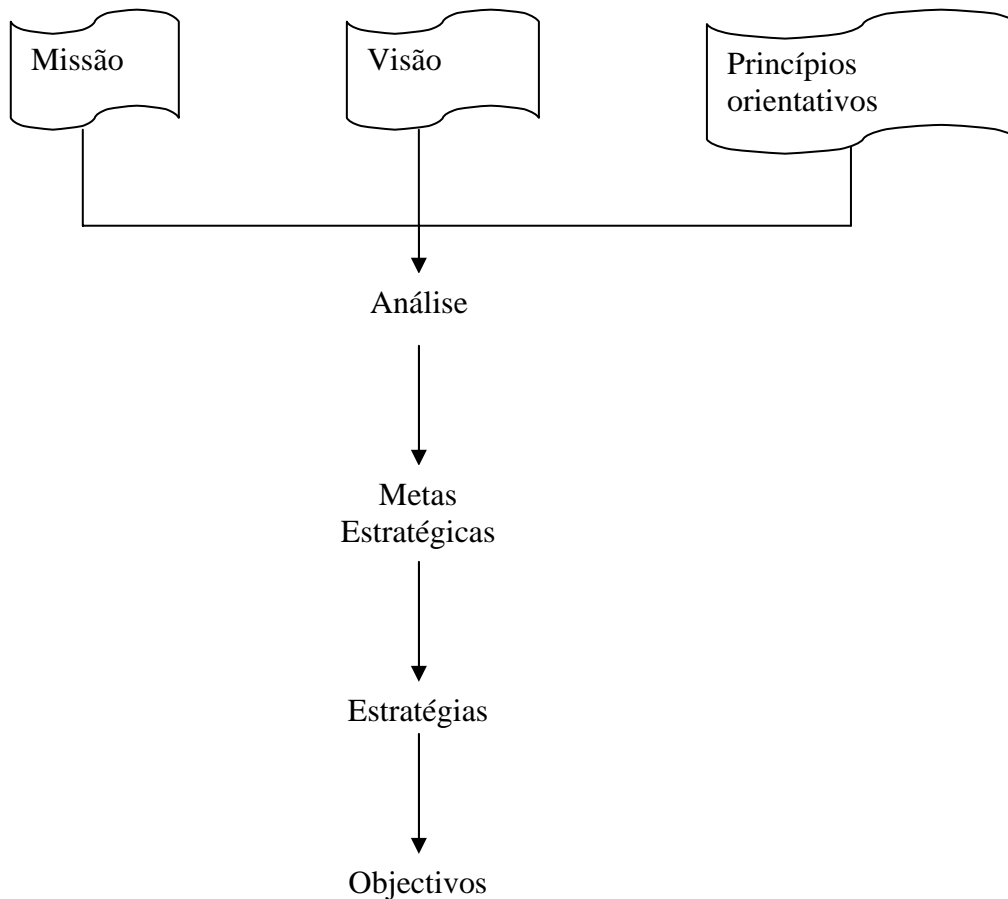 Missão
Visão
Princípios
orientativos
Análise
Metas
Estratégicas
Estratégias
Objectivos